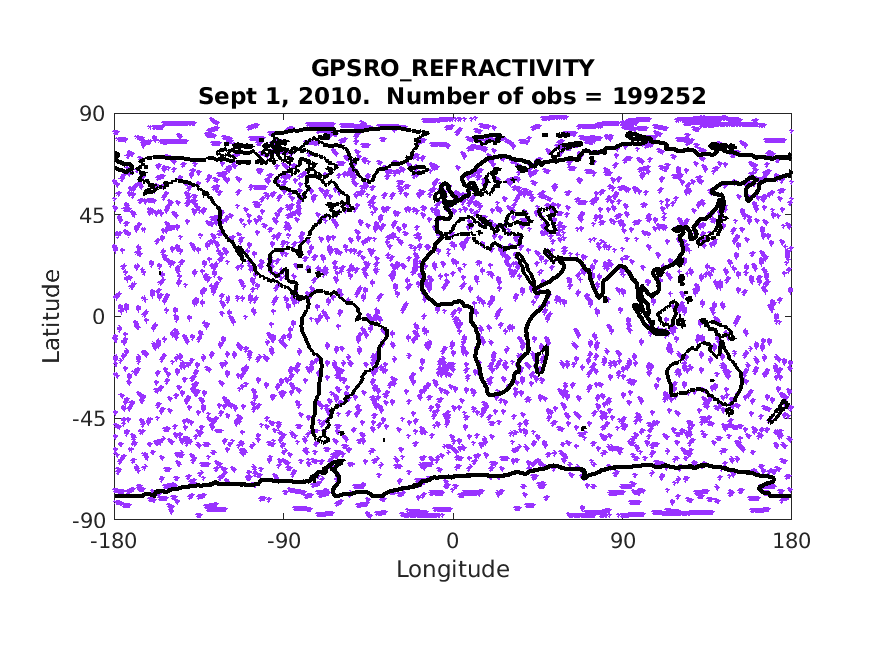 GPSRO_REFRACTIVITY
Sept 1, 2010.  Number of obs = 199252
90
45
0
-45
-90
Latitude
-180
-90
0
90
180
Longitude